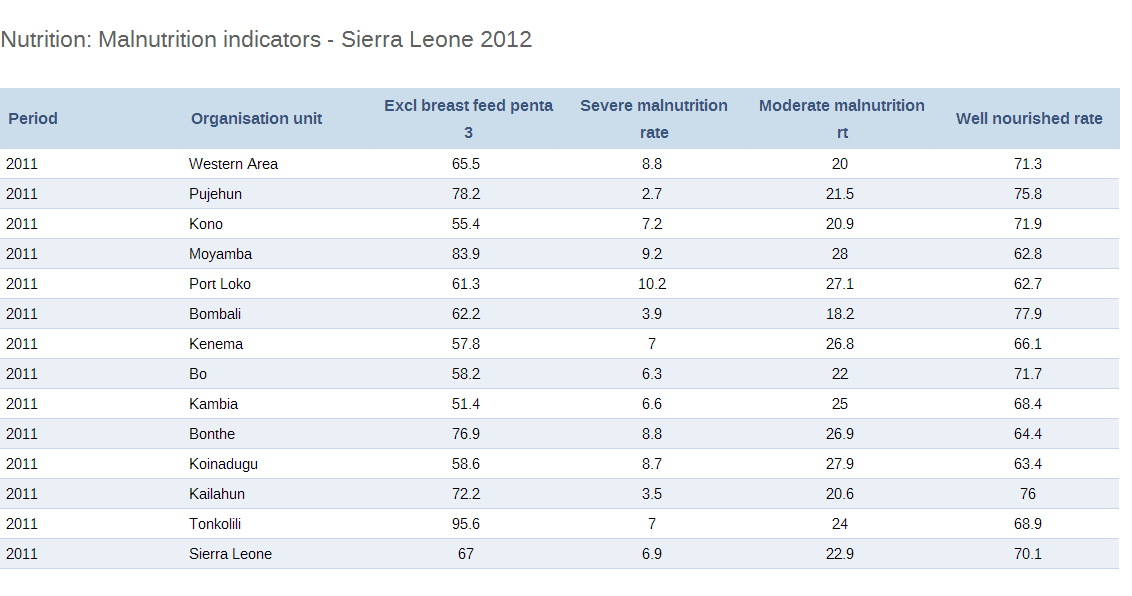 Nutrition: Malnutrition indicators - Sierra Leone 2012
Period Organisation unit Excl breast feed penta 3 Severe malnutrition rate Moderate malnutrition rt Well nourished rate
2011 Western Area 65.5 8.8 20 71.3
2011 Pujehun 78.2 2.7 21.5 75.8
2011 Kono 55.4 7.2 20.9 71.9
2011 Moyamba 83.9 9.2 28 62.8
2011 Port Loko 61.3 10.2 27.1 62.7
2011 Bombali 62.2 3.9 18.2 77.9
2011 Kenema 57.8 7 26.8 66.1
2011 Bo 58.2 6.3 22 71.7
2011 Kambia 51.4 6.6 25 68.4
2011 Bonthe 76.9 8.8 26.9 64.4
2011 Koinadugu 58.6 8.7 27.9 63.4
2011 Kailahun 72.2 3.5 20.6 76
2011 Tonkolili 95.6 7 24 68.9
2011 Sierra Leone 67 6.9 22.9 70.1